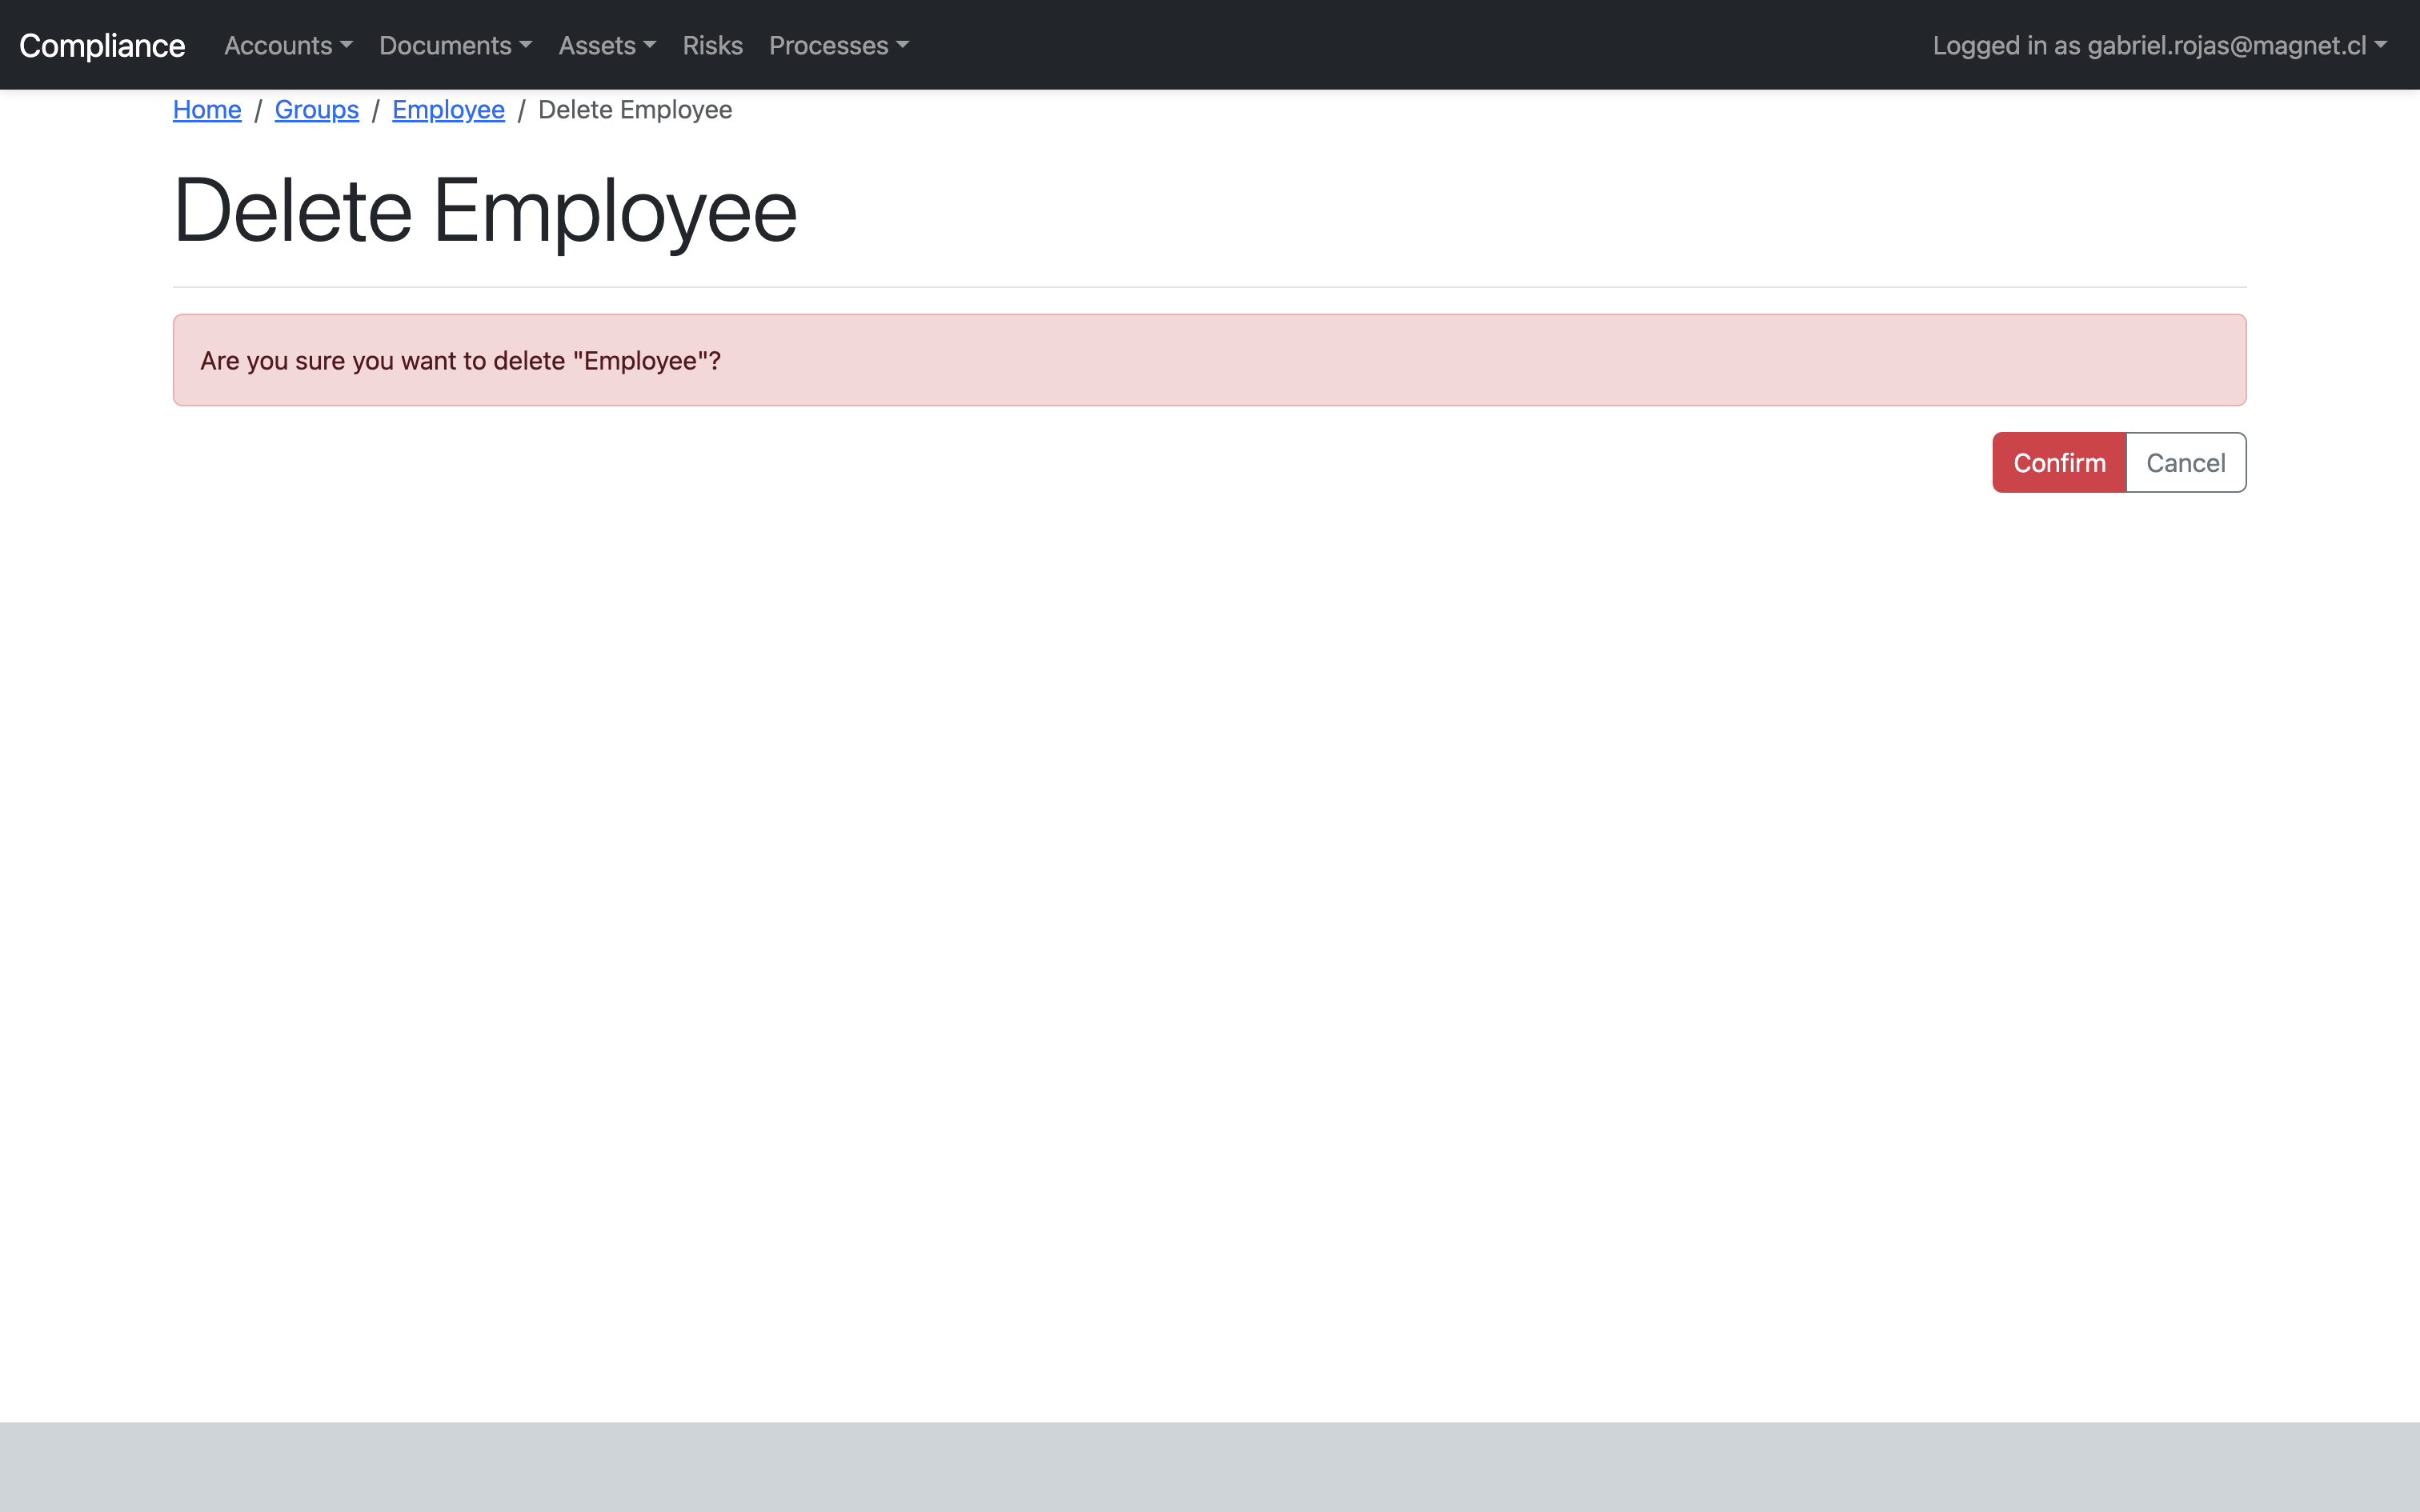 Compliance Accounts Documents Assets Risks Processes Logged in as gabriel.rojas@magnet.cl
Home / Groups / Employee / Delete Employee
Delete Employee
Are you sure you want to delete "Employee"?
Confirm Cancel